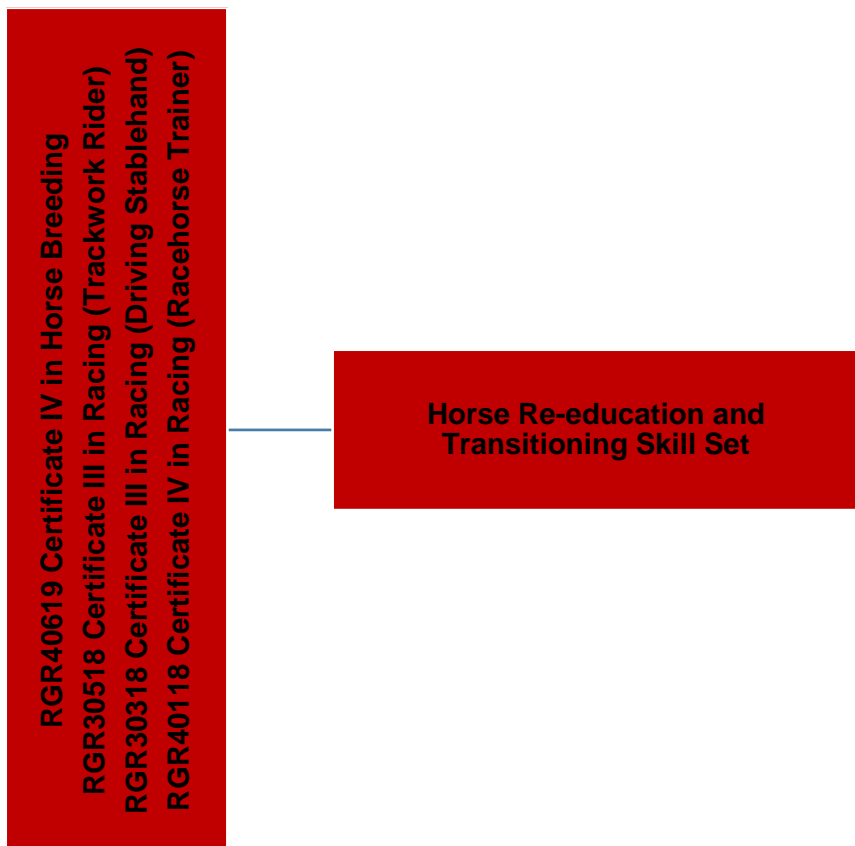 RGR40619 Certificate IV in Horse Breeding
RGR30518 Certificate III in Racing (Trackwork Rider)
RGR30318 Certificate III in Racing (Driving Stablehand)
RGR40118 Certificate IV in Racing (Racehorse Trainer)
Horse Re-education and
Transitioning Skill Set